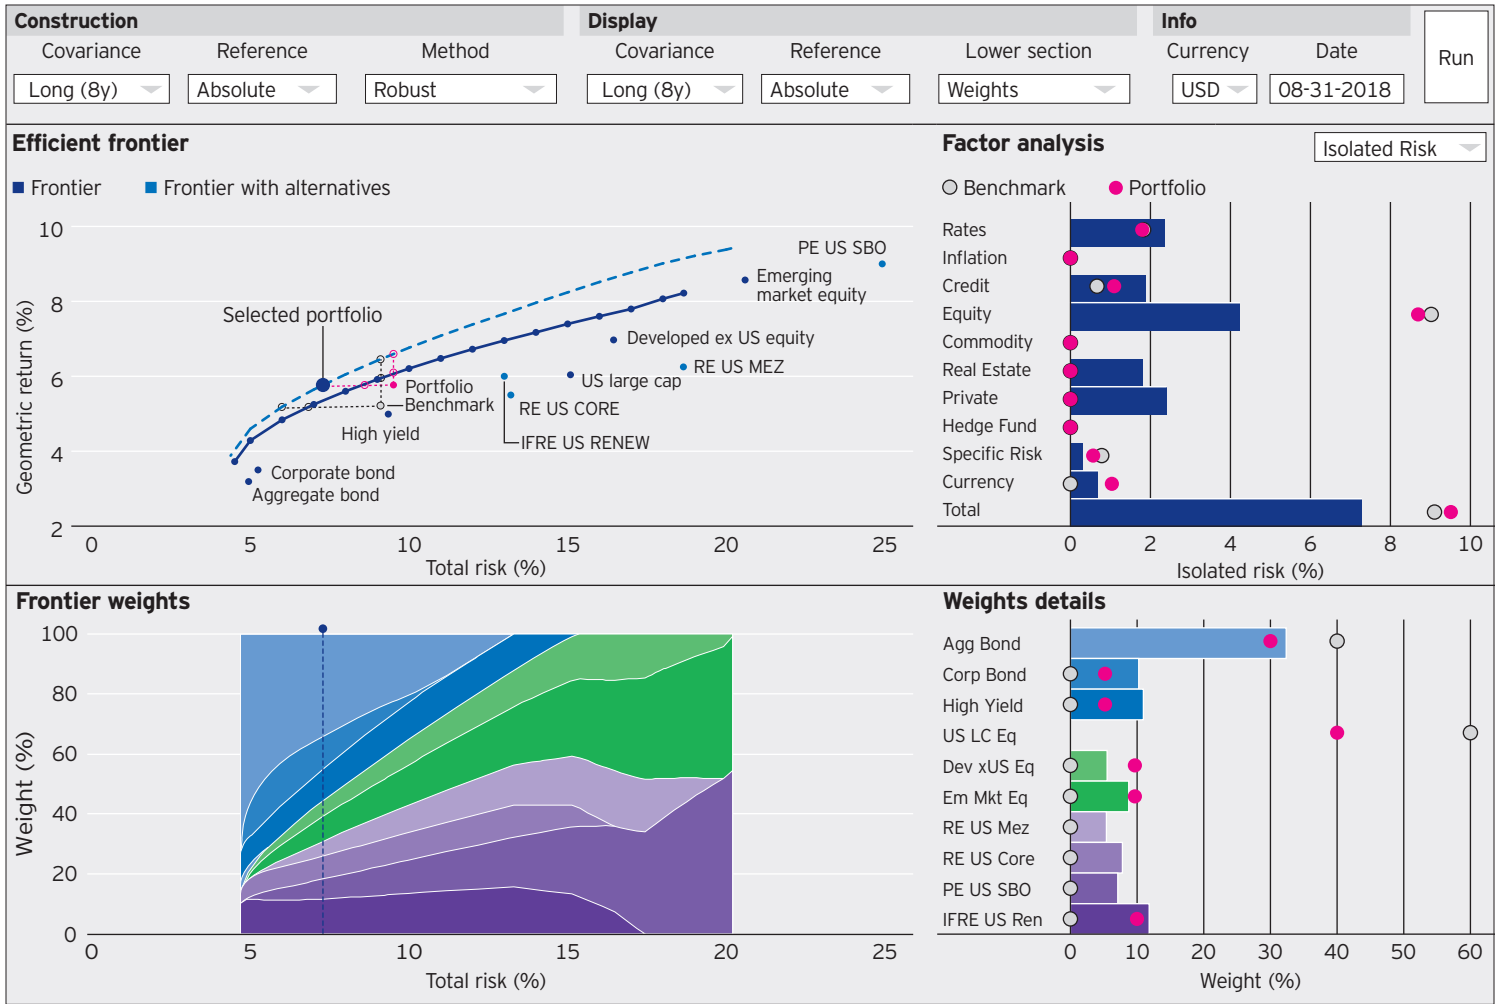 Construction
Display
Info
Covariance
Reference
Method
Covariance
Reference
Lower section
Currency
Date
Run
Long (8y)
Absolute
Robust
Long (8y)
Absolute
Weights
USD
08-31-2018
Efficient frontier
Frontier
Frontier with alternatives
Geometric return (%)
10
8
6
4
2
PE US SBO
Emerging
market equity
Selected portfolio
Developed ex US equity
RE US MEZ
US large cap
Portfolio
Benchmark
RE US CORE
High yield
IFRE US RENEW
Corporate bond
Aggregate bond
0
5
10
15
20
25
Total risk (%)
Factor analysis
Isolated Risk
Benchmark
Portfolio
Rates
Inflation
Credit
Equity
Commodity
Real Estate
Private
Hedge Fund
Specific Risk
Currency
Total
0
2
4
6
8
10
Isolated risk (%)
Frontier weights
Weight (%)
100
80
60
40
20
0
0
5
10
15
20
25
Total risk (%)
Weights details
Agg Bond
Corp Bond
High Yield
US LC Eq
Dev xUS Eq
Em Mkt Eq
RE US Mez
RE US Core
PE US SBO
IFRE US Ren
0
10
20
30
40
50
60
Weight (%)